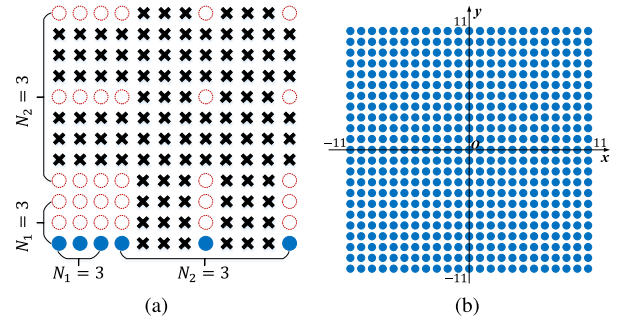 N₂ = 3
N₁ = 3
N₁ = 3
N₂ = 3
(a)
11
y
-11
O
11
x
-11
(b)